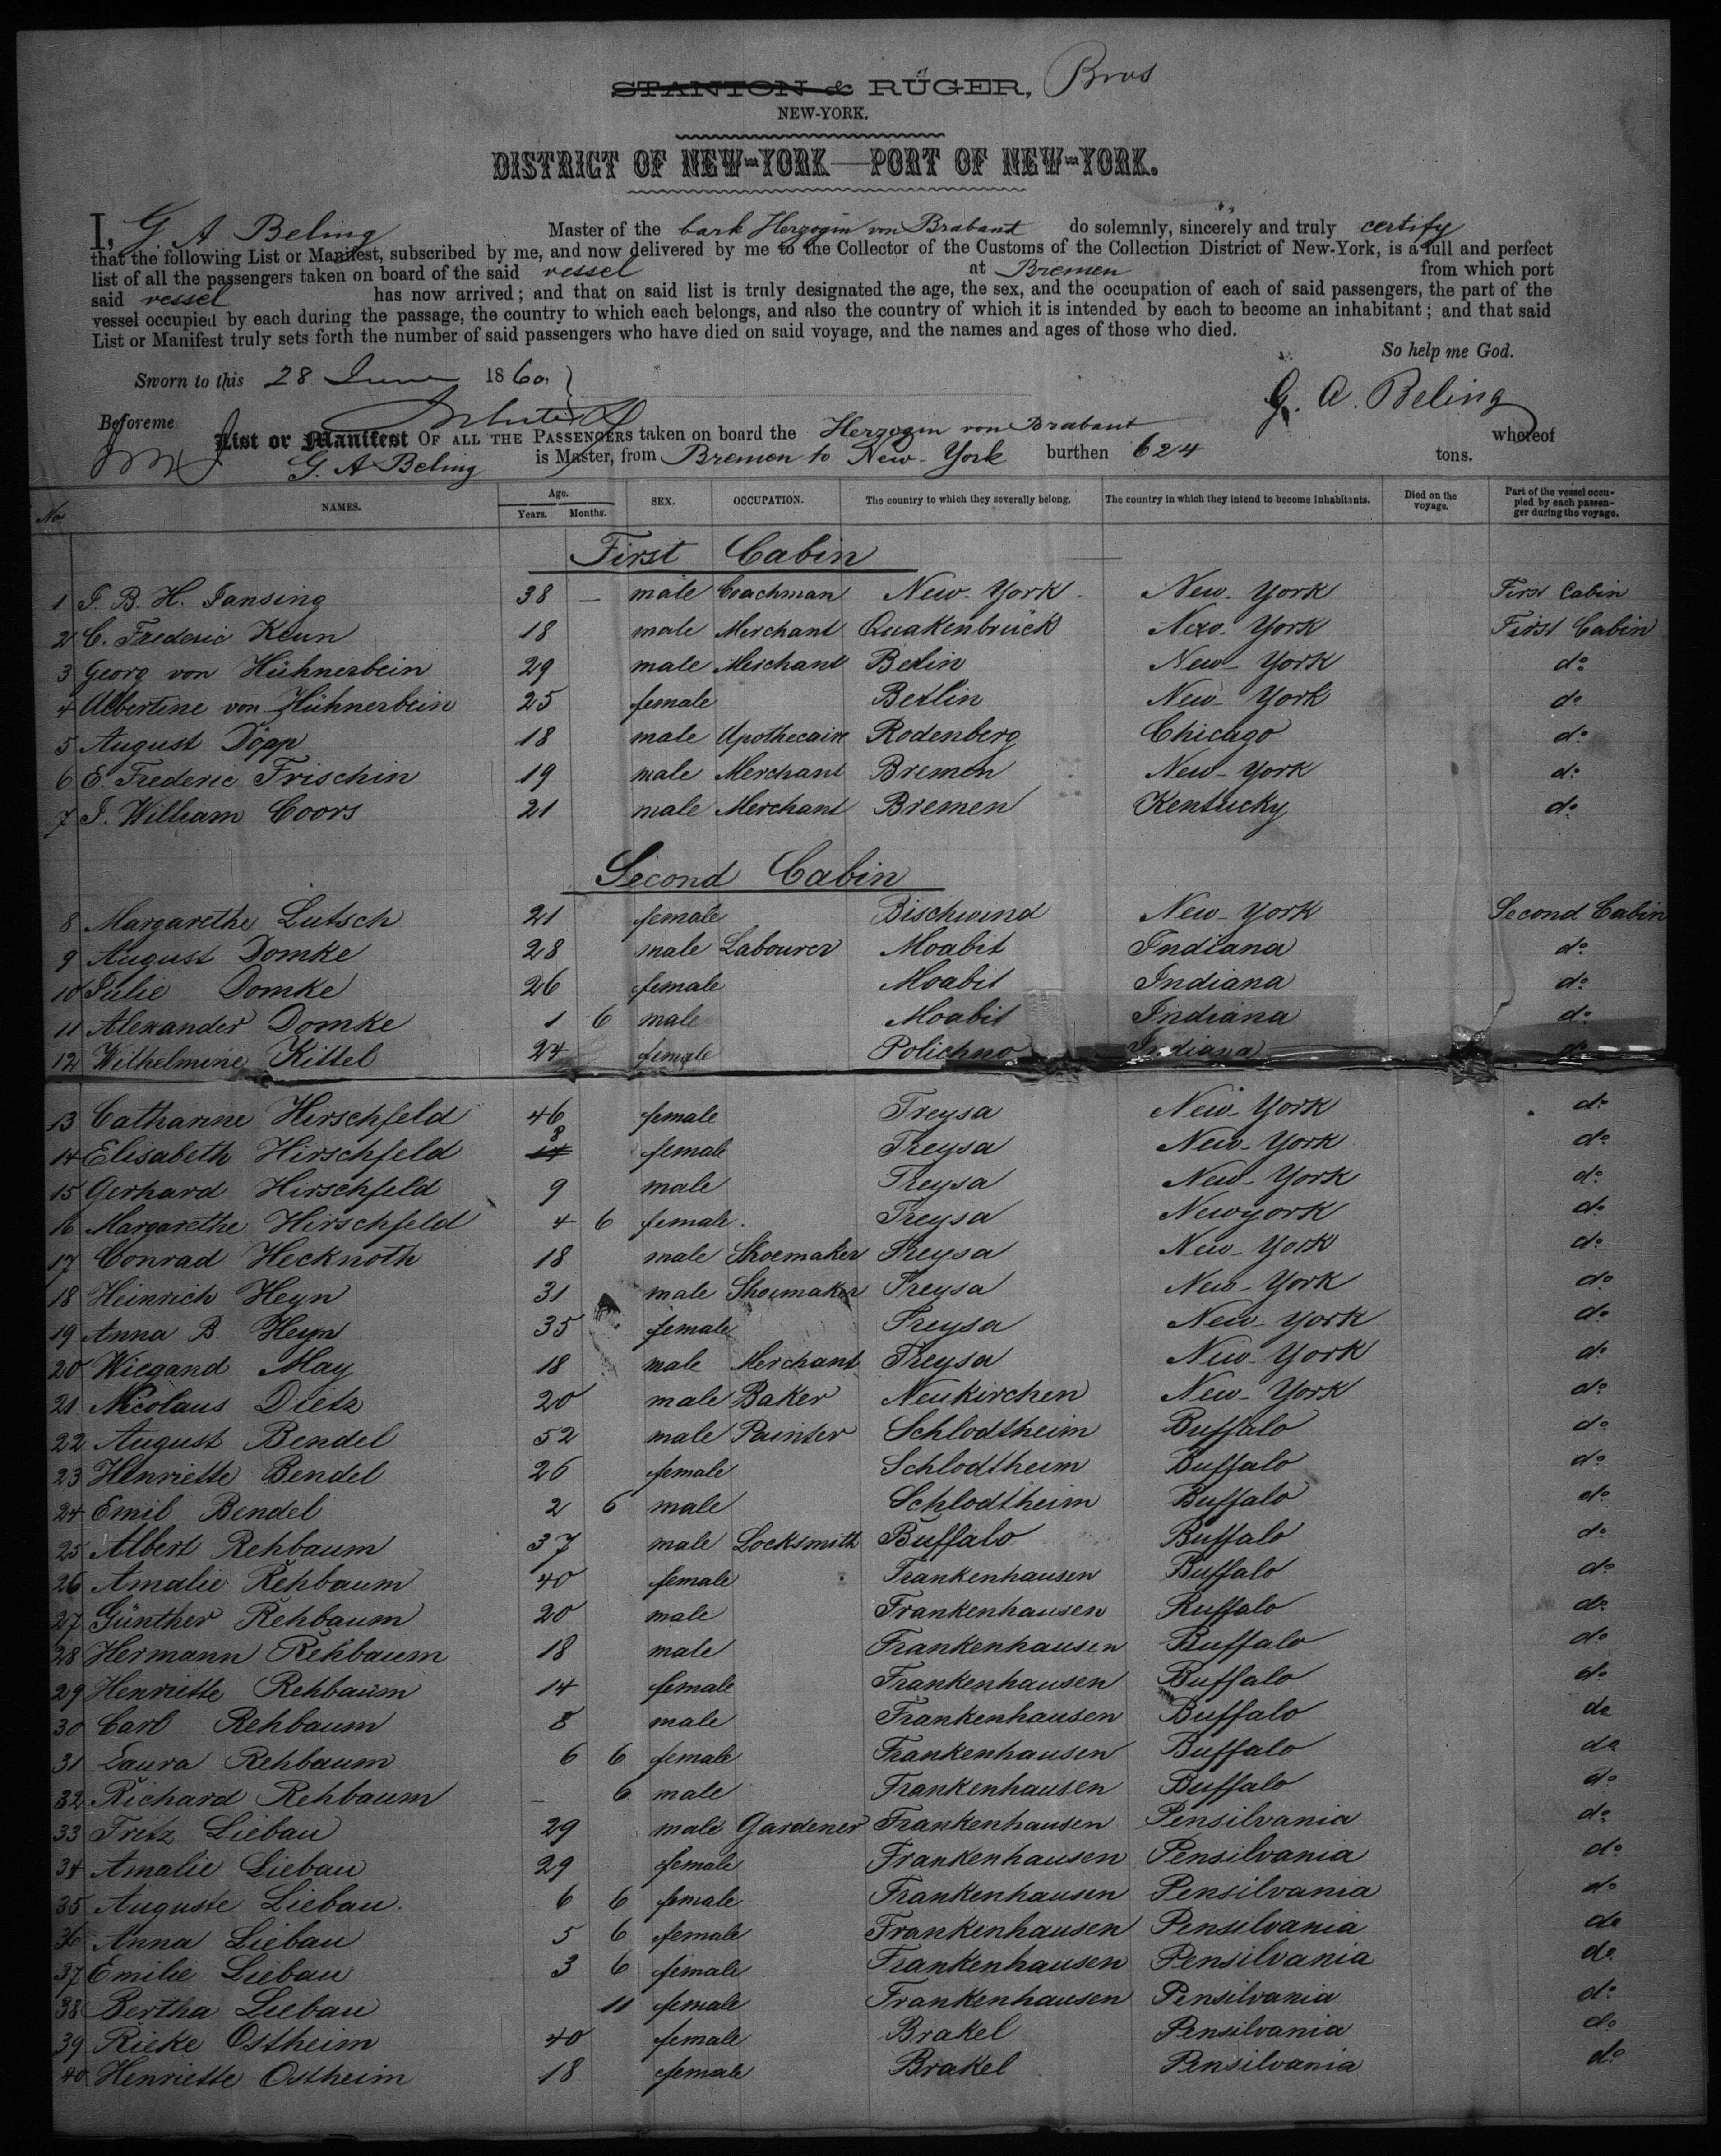 STANTON & RÜGER, Bros
NEW-YORK.
DISTRICT OF NEW-YORK—PORT OF NEW-YORK.
I, G. A Beling Master of the bark Herzogin von Brabant do solemnly, sincerely and truly certify
that the following List or Manifest, subscribed by me, and now delivered by me to the Collector of the Customs of the Collection District of New-York, is a full and perfect
list of all the passengers taken on board of the said vessel at Bremen from which port
said vessel has now arrived; and that on said list is truly designated the age, the sex, and the occupation of each of said passengers, the part of the
vessel occupied by each during the passage, the country to which each belongs, and also the country of which it is intended by each to become an inhabitant; and that said
List or Manifest truly sets forth the number of said passengers who have died on said voyage, and the names and ages of those who died.
So help me God.
Sworn to this 28 June 1860,
G. A. Beling
Before me
List or Manifest OF ALL THE PASSENGERS taken on board the Herzogin von Brabant whereof
G. A Beling is Master, from Bremen to New-York burthen 624 tons.
No NAMES. Age. Years. Months. SEX. OCCUPATION. The country to which they severally belong. The country in which they intend to become inhabitants. Died on the voyage. Part of the vessel occupied by each passenger during the voyage.
First Cabin
1 J. B. H. Jansing 38 — male Coachman New-York New-York First Cabin
2 C. Frederic Keun 18 male Merchant Quakenbrück New-York First Cabin
3 Georg von Hühnerbein 29 male Merchant Berlin New-York do
4 Albertine von Hühnerbein 25 female Berlin New-York do
5 August Döpp 18 male Apothecaire Rodenberg Chicago do
6 E. Frederic Frischin 19 male Merchant Bremen New-York do
7 J. William Coors 21 male Merchant Bremen Kentucky do
Second Cabin
8 Margarethe Lutsch 21 female Bischwind New-York Second Cabin
9 August Domke 28 male Labourer Moabit Indiana do
10 Julie Domke 26 female Moabit Indiana do
11 Alexander Domke 1 6 male Moabit Indiana do
12 Wilhelmine Kittel 24 female Polichno Indiana do
13 Catharine Hirschfeld 46 female Treysa New-York do
14 Elisabeth Hirschfeld 8 female Treysa New-York do
15 Gerhard Hirschfeld 9 male Treysa New-York do
16 Margarethe Hirschfeld 4 6 female. Treysa Newyork do
17 Conrad Hecknoth 18 male Shoemaker Treysa New-York do
18 Heinrich Heyn 31 male Shoemaker Treysa New-York do
19 Anna B. Heyn 35 female Treysa New-York do
20 Wiegand May 18 male Merchant Treysa New-York do
21 Nicolaus Dietz 20 male Baker Neukirchen New-York do
22 August Bendel 52 male Painter Schlodtheim Buffalo do
23 Henriette Bendel 26 female Schlodtheim Buffalo do
24 Emil Bendel 2 6 male Schlodtheim Buffalo do
25 Albert Rehbaum 37 male Locksmith Buffalo Buffalo do
26 Amalie Rehbaum 40 female Frankenhausen Buffalo do
27 Günther Rehbaum 20 male Frankenhausen Buffalo do
28 Hermann Rehbaum 18 male Frankenhausen Buffalo do
29 Henriette Rehbaum 14 female Frankenhausen Buffalo do
30 Carl Rehbaum 8 male Frankenhausen Buffalo do
31 Laura Rehbaum 6 6 female Frankenhausen Buffalo do
32 Richard Rehbaum — 6 male Frankenhausen Buffalo do
33 Fritz Liebau 29 male Gardener Frankenhausen Pensilvania do
34 Amalie Liebau 29 female Frankenhausen Pensilvania do
35 Auguste Liebau. 6 6 female Frankenhausen Pensilvania do
36 Anna Liebau 5 6 female Frankenhausen Pensilvania do
37 Emilie Liebau 3 6 female Frankenhausen Pensilvania do
38 Bertha Liebau 11 female Frankenhausen Pensilvania do
39 Rieke Ostheim 40 female Brakel Pensilvania do
40 Henriette Ostheim 18 female Brakel Pensilvania do